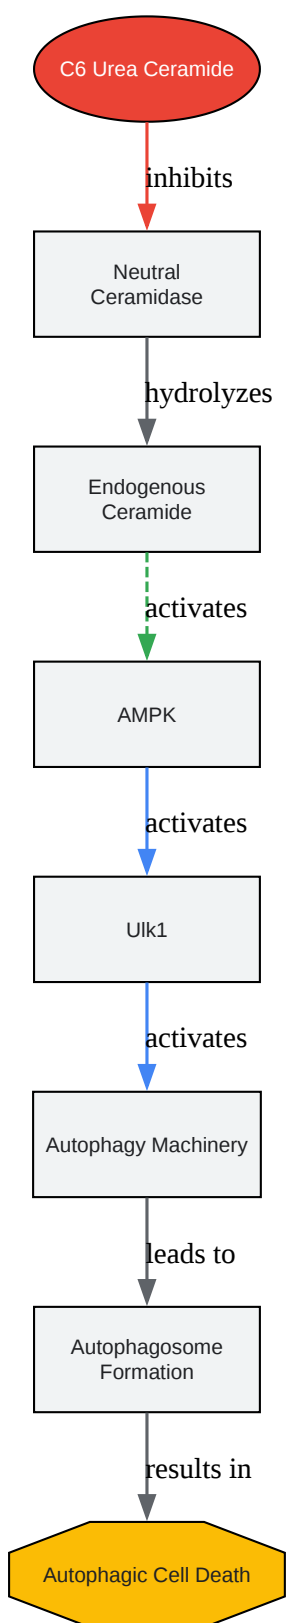 C6 Urea Ceramide
inhibits
Neutral
Ceramidase
hydrolyzes
Endogenous
Ceramide
activates
AMPK
activates
Ulk1
activates
Autophagy Machinery
leads to
Autophagosome
Formation
results in
Autophagic Cell Death